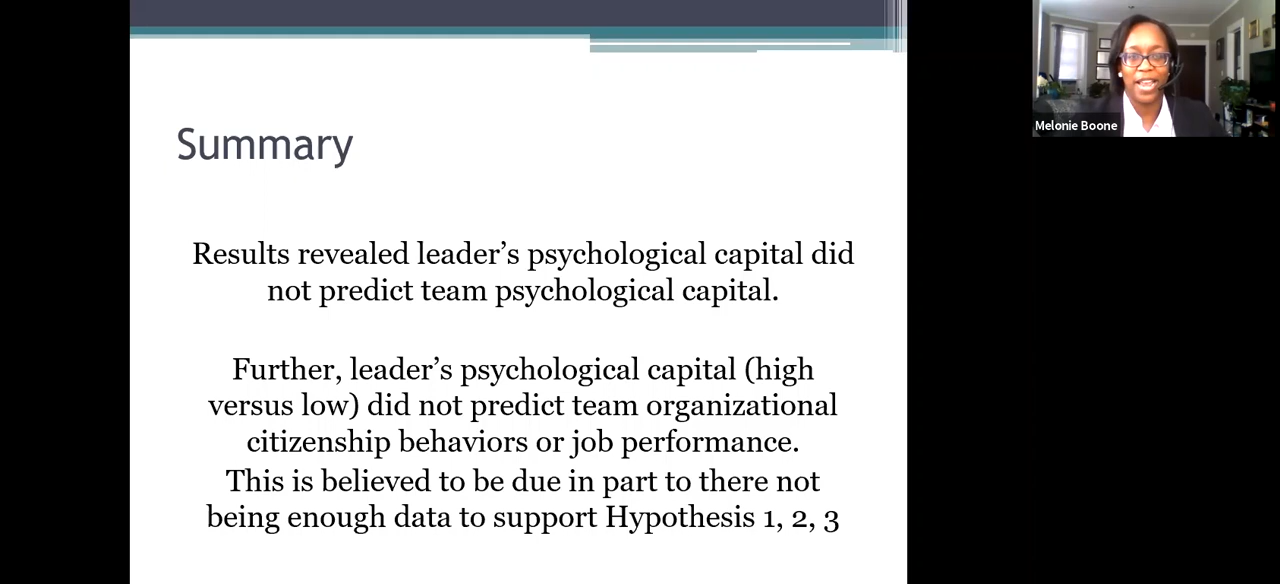 Summary
Results revealed leader’s psychological capital did
not predict team psychological capital.
Further, leader’s psychological capital (high
versus low) did not predict team organizational
citizenship behaviors or job performance.
This is believed to be due in part to there not
being enough data to support Hypothesis 1, 2, 3
Melonie Boone